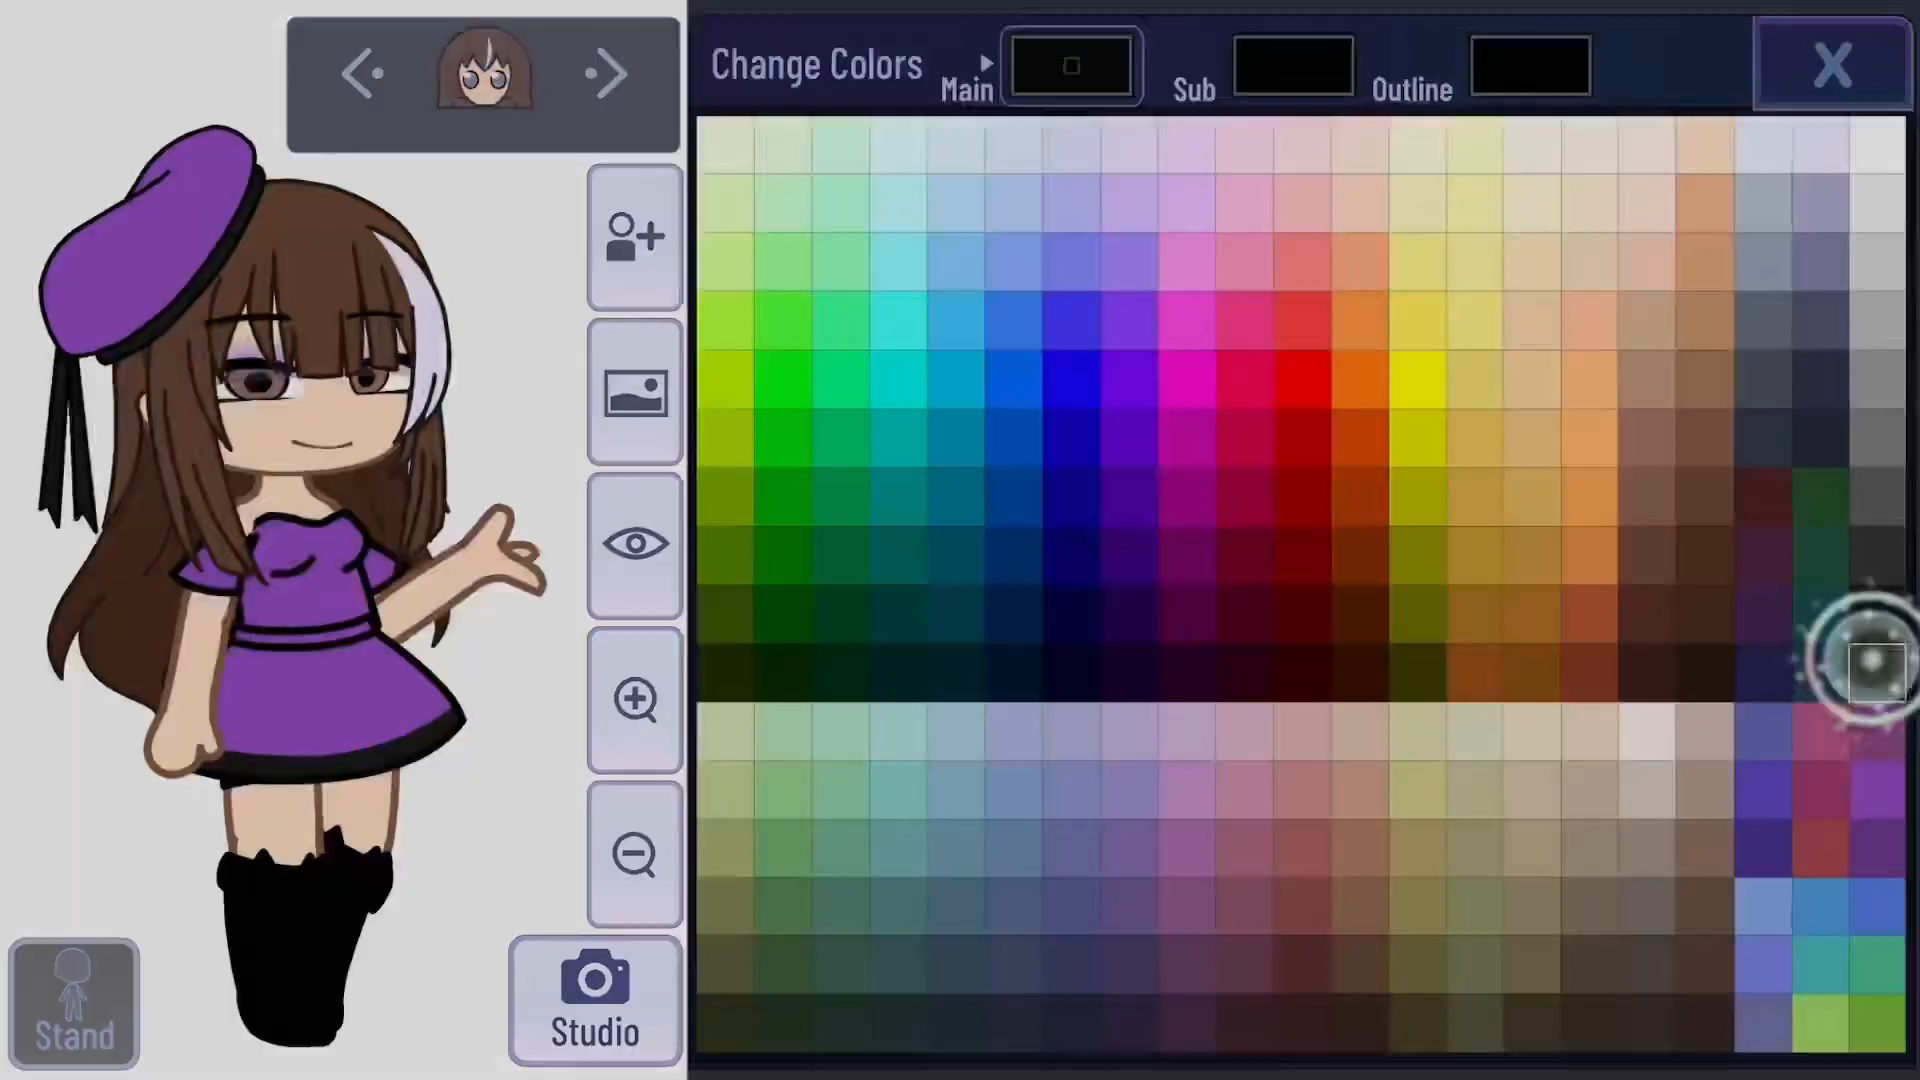 Change Colors
Main
Sub
Outline
X
Stand
Studio